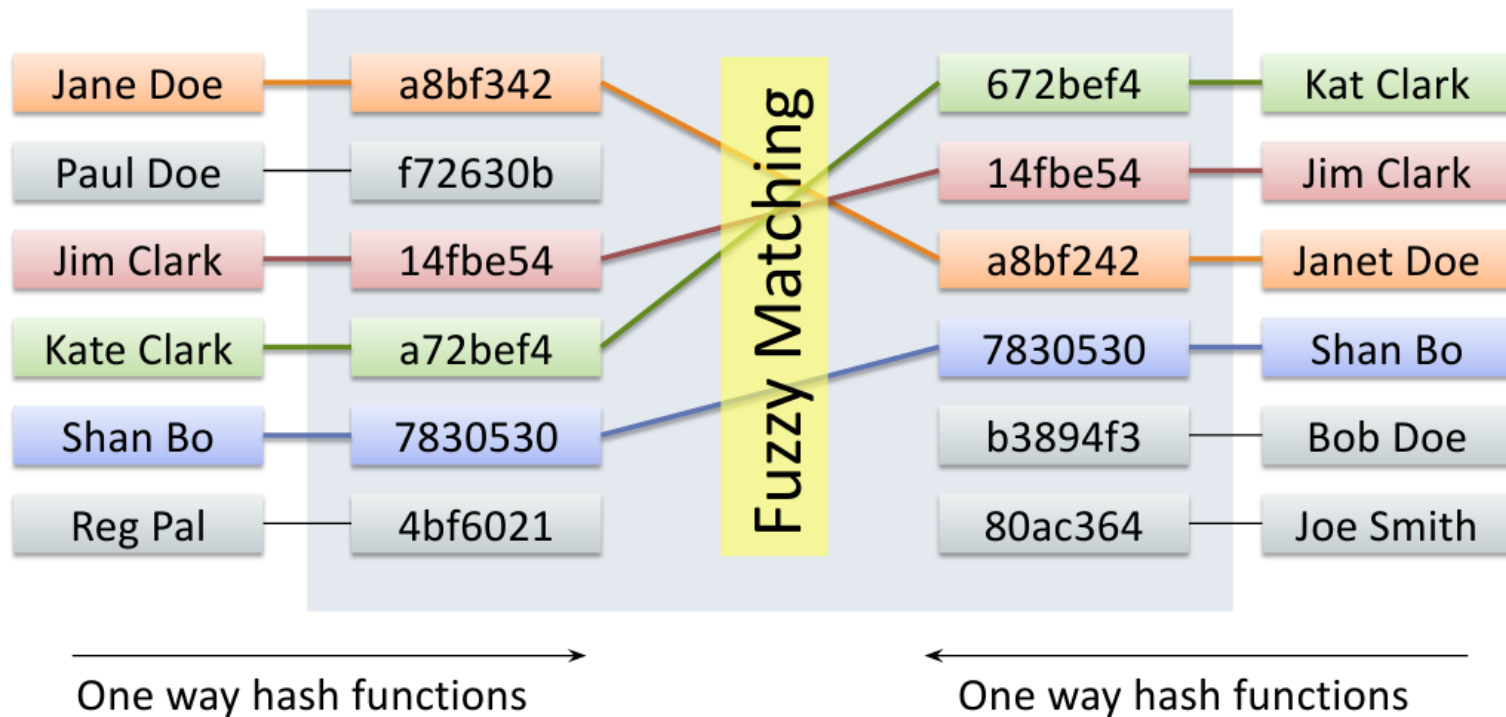 Jane Doe a8bf342 672bef4 Kat Clark
Paul Doe f72630b 14fbe54 Jim Clark
Jim Clark 14fbe54 a8bf242 Janet Doe
Kate Clark a72bef4 7830530 Shan Bo
Shan Bo 7830530 b3894f3 Bob Doe
Reg Pal 4bf6021 80ac364 Joe Smith
Fuzzy Matching
One way hash functions One way hash functions